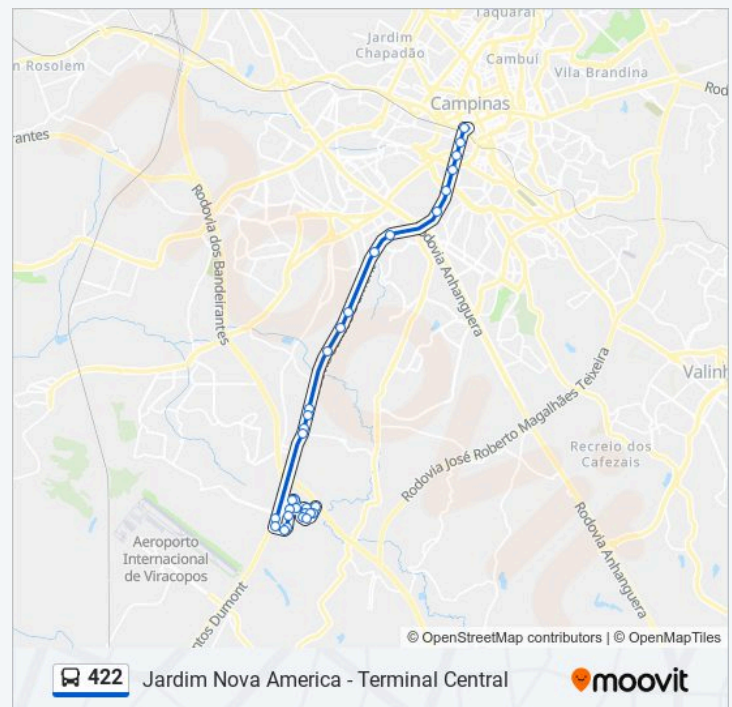 Taquaral
Jardim
Chapadão
n Rosolem
Cambuí
Vila Brandina
Campinas
Rod
antes
Rodovia dos Bandeirantes
odovia Anhanguera
Valinh
Rodovia José Roberto Magalhães Teixeira
Recreio dos
Cafezais
Rodovia Anhanguera
Aeroporto
Internacional
de Viracopos
ntos Dumont
© OpenStreetMap contributors | © OpenMapTiles
422 Jardim Nova America - Terminal Central
moovit